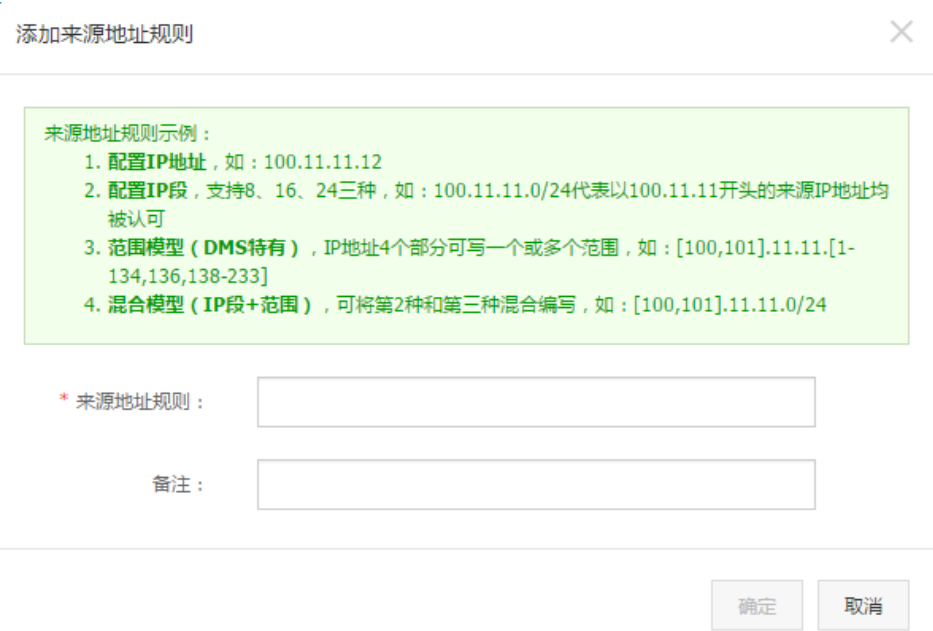 添加来源地址规则
来源地址规则示例：
1. 配置IP地址，如：100.11.11.12
2. 配置IP段，支持8、16、24三种，如：100.11.11.0/24代表以100.11.11开头的来源IP地址均
被认可
3. 范围模型（DMS特有），IP地址4个部分可写一个或多个范围，如：[100,101].11.11.[1-
134,136,138-233]
4. 混合模型（IP段+范围），可将第2种和第三种混合编写，如：[100,101].11.11.0/24
* 来源地址规则：
备注：
确定 取消